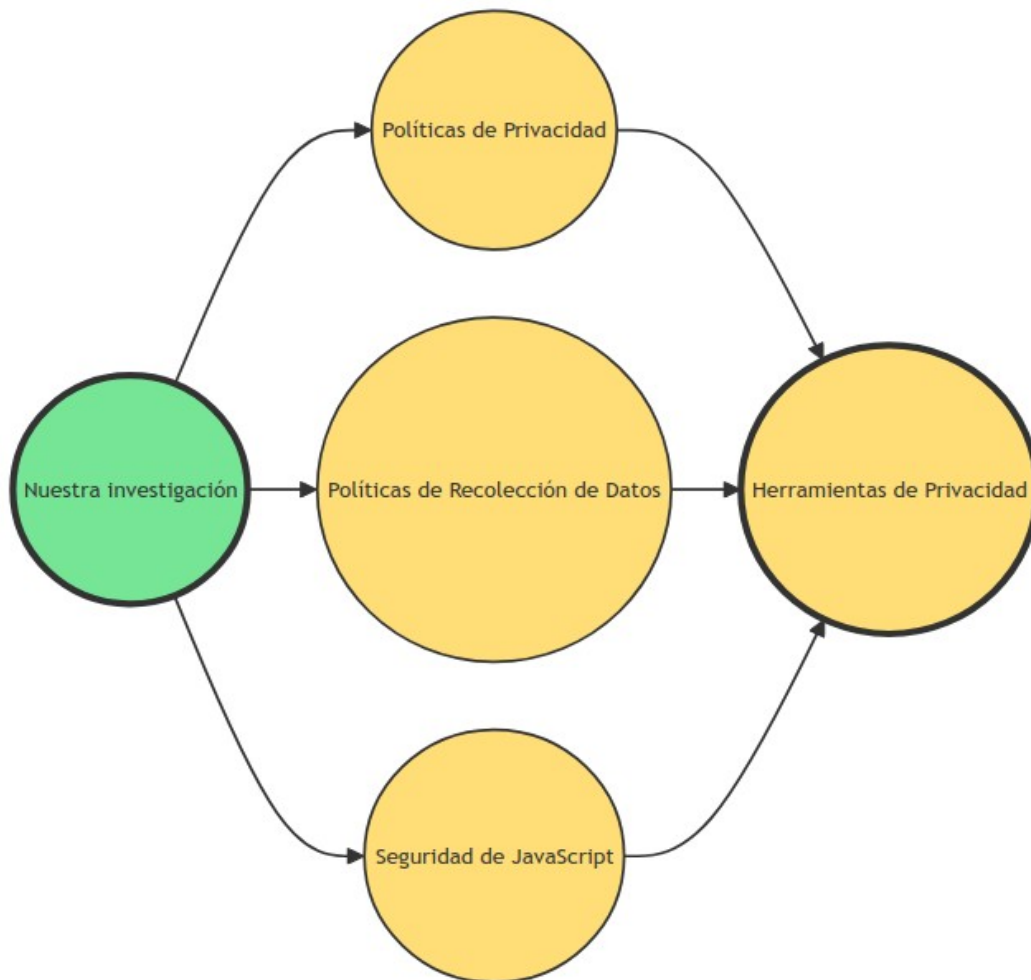 Políticas de Privacidad
Nuestra investigación
Políticas de Recolección de Datos
Herramientas de Privacidad
Seguridad de JavaScript